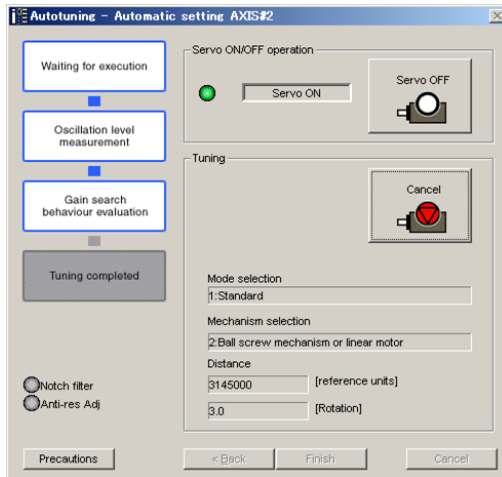 Autotuning - Automatic setting AXIS#2
Waiting for execution
Oscillation level
measurement
Gain search
behaviour evaluation
Tuning completed
Notch filter
Anti-res Adj
Precautions
Servo ON/OFF operation
Servo ON
Servo OFF
Tuning
Cancel
Mode selection
1:Standard
Mechanism selection
2:Ball screw mechanism or linear motor
Distance
3145000 [reference units]
3.0 [Rotation]
< Back
Finish
Cancel